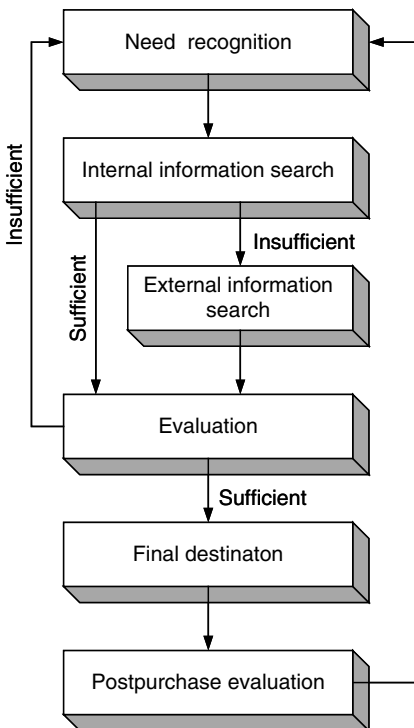 Need recognition
Internal information search
Insufficient
Insufficient
Sufficient
External information
search
Evaluation
Sufficient
Final destinaton
Postpurchase evaluation